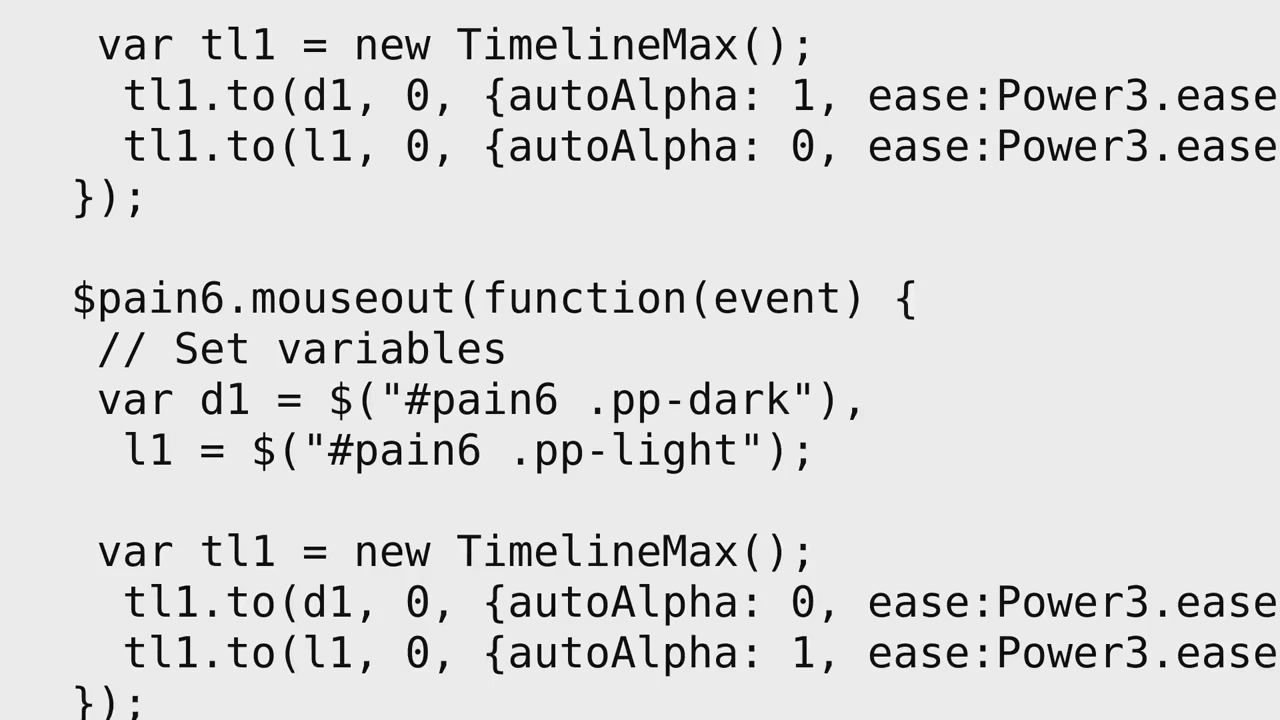 var tl1 = new TimelineMax();
tl1.to(d1, 0, {autoAlpha: 1, ease:Power3.ease
tl1.to(l1, 0, {autoAlpha: 0, ease:Power3.ease
});
$pain6.mouseout(function(event) {
// Set variables
var d1 = $("#pain6 .pp-dark"),
l1 = $("#pain6 .pp-light");
var tl1 = new TimelineMax();
tl1.to(d1, 0, {autoAlpha: 0, ease:Power3.ease
tl1.to(l1, 0, {autoAlpha: 1, ease:Power3.ease
});